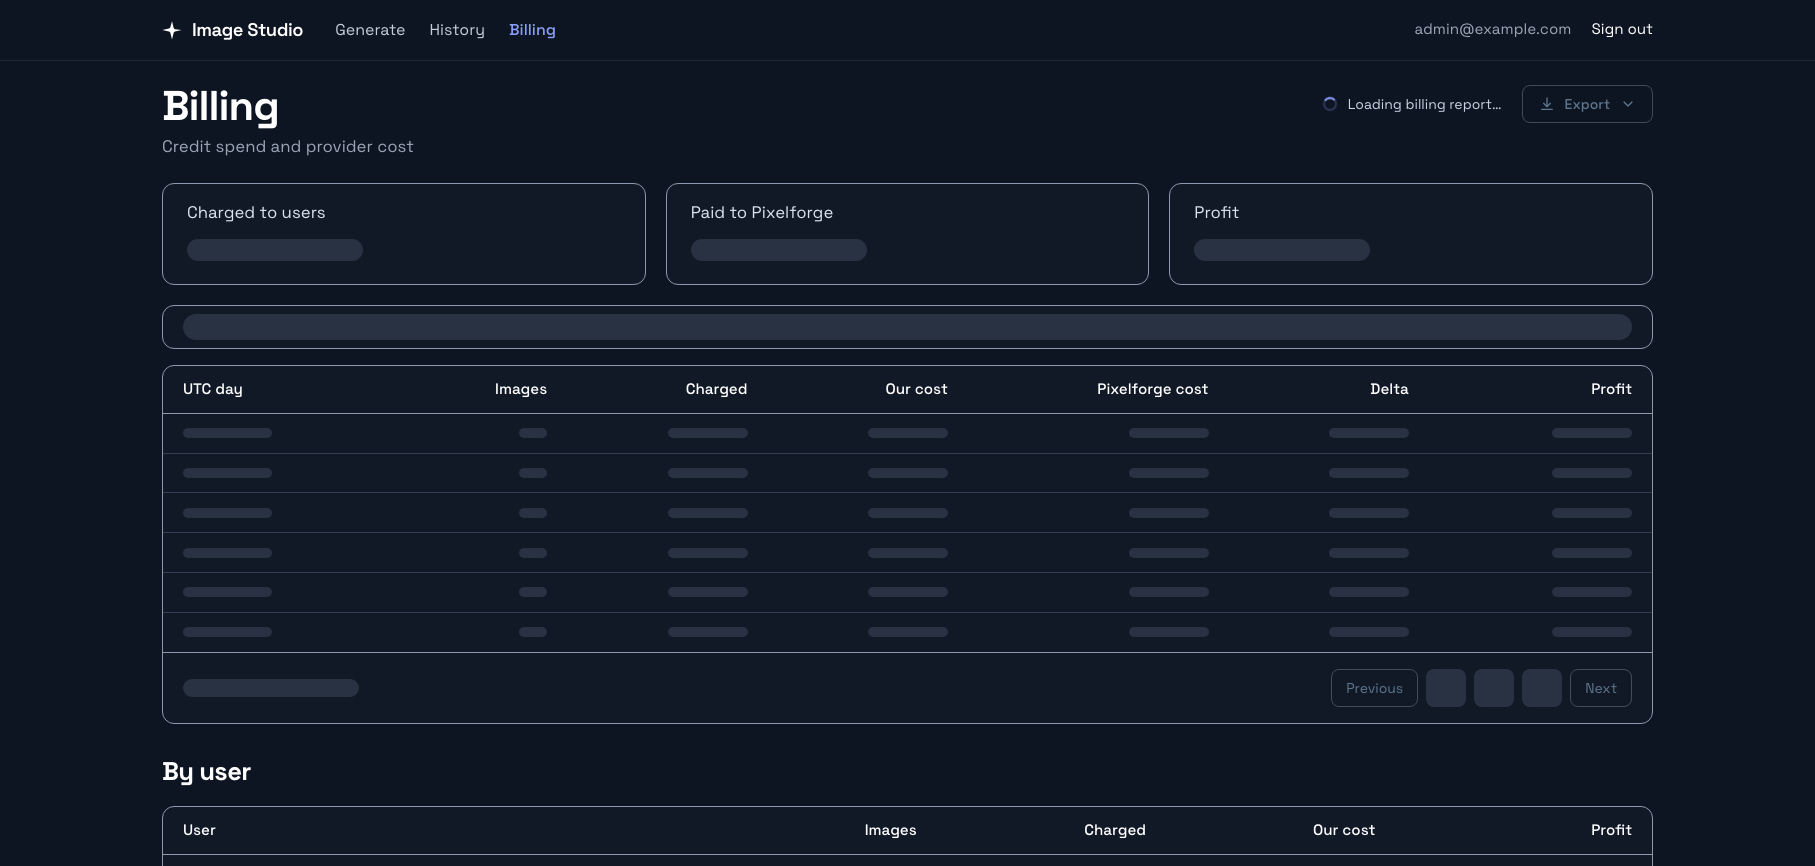 Image Studio Generate History Billing admin@example.com Sign out
Billing
Loading billing report... Export
Credit spend and provider cost
Charged to users Paid to Pixelforge Profit
UTC day Images Charged Our cost Pixelforge cost Delta Profit
Previous Next
By user
User Images Charged Our cost Profit